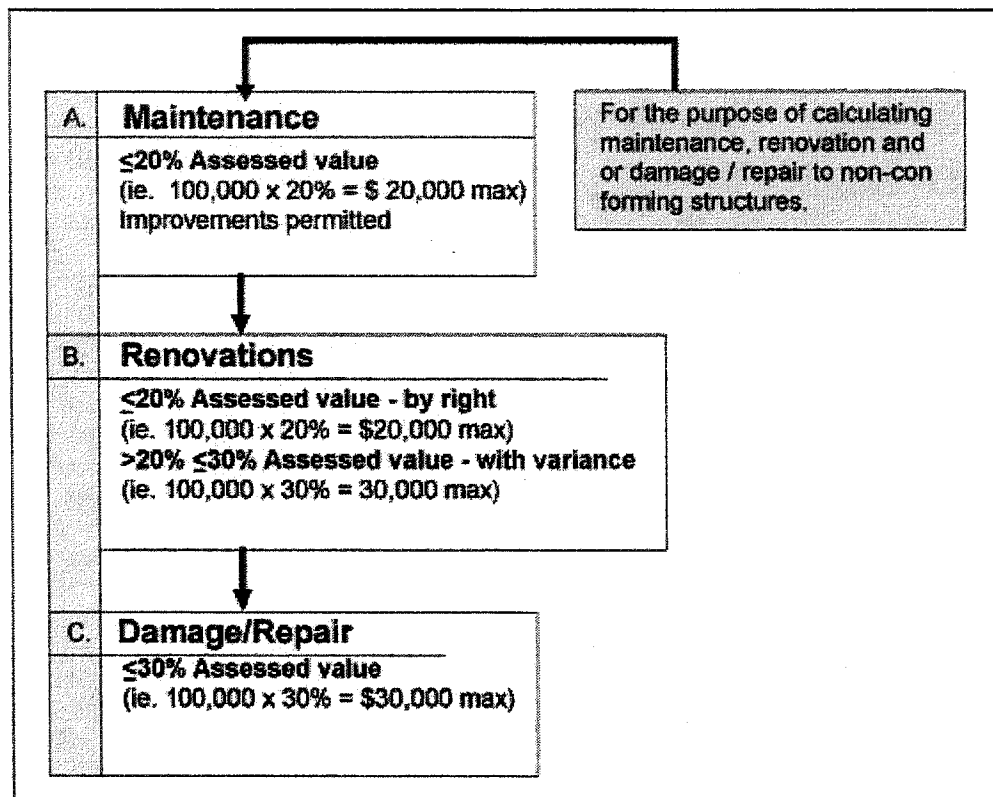 For the purpose of calculating
maintenance, renovation and
or damage / repair to non-con
forming structures.
A. Maintenance
≤20% Assessed value
(ie. 100,000 x 20% = $ 20,000 max)
Improvements permitted
B. Renovations
≤20% Assessed value - by right
(ie. 100,000 x 20% = $20,000 max)
>20% ≤30% Assessed value - with variance
(ie. 100,000 x 30% = 30,000 max)
C. Damage/Repair
≤30% Assessed value
(ie. 100,000 x 30% = $30,000 max)